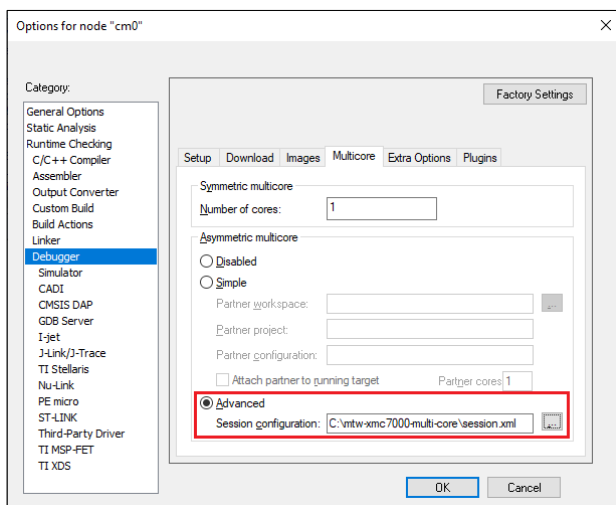 Options for node "cm0"
Category:
General Options
Static Analysis
Runtime Checking
C/C++ Compiler
Assembler
Output Converter
Custom Build
Build Actions
Linker
Debugger
Simulator
CADI
CMSIS DAP
GDB Server
I-jet
J-Link/J-Trace
TI Stellaris
Nu-Link
PE micro
ST-LINK
Third-Party Driver
TI MSP-FET
TI XDS
Factory Settings
Setup Download Images Multicore Extra Options Plugins
Symmetric multicore
Number of cores: 1
Asymmetric multicore
Disabled
Simple
Partner workspace: ...
Partner project:
Partner configuration:
Attach partner to running target Partner cores 1
Advanced
Session configuration: C:\mtw-xmc7000-multi-core\session.xml ...
OK Cancel